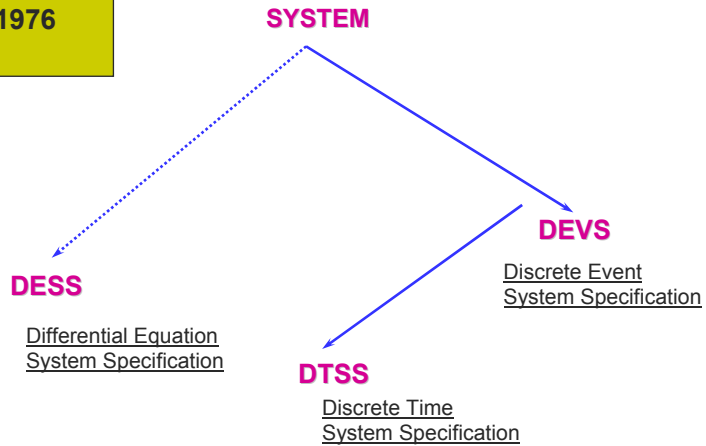 1976
SYSTEM
DEVS
Discrete Event
System Specification
DESS
Differential Equation
System Specification
DTSS
Discrete Time
System Specification